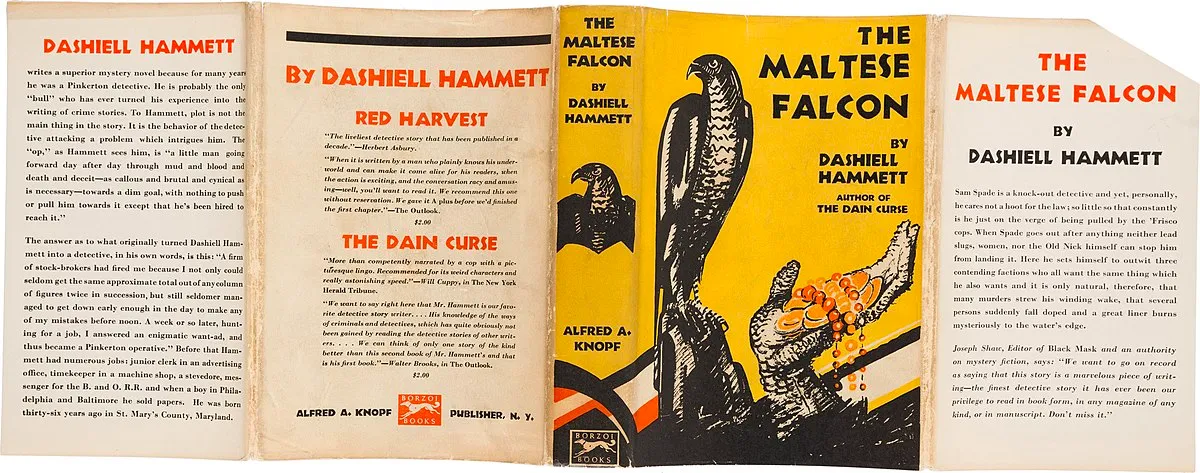 DASHIELL HAMMETT
writes a superior mystery novel because for many years
he was a Pinkerton detective. He is probably the only
"bull" who has ever turned his experience into the
writing of crime stories. To Hammett, plot is not the
main thing in the story. It is the behavior of the detec-
tive attacking a problem which intrigues him. The
"op," as Hammett sees him, is "a little man going
forward day after day through mud and blood and
death and deceit—as callous and brutal and cynical as
is necessary—towards a dim goal, with nothing to push
or pull him towards it except that he's been hired to
reach it."
The answer as to what originally turned Dashiell Ham-
mett into a detective, in his own words, is this: "A firm
of stock-brokers had fired me because I not only could
seldom get the same approximate total out of any column
of figures twice in succession, but still seldomer man-
aged to get down early enough in the day to make any
of my mistakes before noon. A week or so later, hunt-
ing for a job, I answered an enigmatic want-ad, and
thus became a Pinkerton operative." Before that Ham-
mett had numerous jobs: junior clerk in an advertising
office, timekeeper in a machine shop, a stevedore, mes-
senger for the B. and O. R.R. and when a boy in Phila-
delphia and Baltimore he sold papers. He was born
thirty-six years ago in St. Mary's County, Maryland.
By DASHIELL HAMMETT
RED HARVEST
"The liveliest detective story that has been published in a
decade."—Herbert Asbury.
"When it is written by a man who plainly knows his under-
world and can make it come alive for his readers, when
the action is exciting, and the conversation racy and amus-
ing—well, you'll want to read it. We recommend this one
without reservation. We gave it A plus before we'd finished
the first chapter."—The Outlook.
$2.00
THE DAIN CURSE
"More than competently narrated by a cop with a pic-
turesque lingo. Recommended for its weird characters and
really astonishing speed."—Will Cuppy, in The New York
Herald Tribune.
"We want to say right here that Mr. Hammett is our favo-
rite detective story writer. . . . His knowledge of the ways
of criminals and detectives, which has quite obviously not
been gained by reading the detective stories of other writ-
ers. . . . We can think of only one story of the kind
better than this second book of Mr. Hammett's and that
is his first book."—Walter Brooks, in The Outlook.
$2.00
ALFRED A. KNOPF BORZOI BOOKS PUBLISHER, N. Y.
THE
MALTESE
FALCON
BY
DASHIELL
HAMMETT
ALFRED A.
KNOPF
BORZOI
BOOKS
THE
MALTESE
FALCON
BY
DASHIELL
HAMMETT
AUTHOR OF
THE DAIN CURSE
THE
MALTESE FALCON
BY
DASHIELL HAMMETT
Sam Spade is a knock-out detective and yet, personally,
he cares not a hoot for the law; so little so that constantly
is he just on the verge of being pulled by the 'Frisco
cops. When Spade goes out after anything neither lead
slugs, women, nor the Old Nick himself can stop him
from landing it. Here he sets himself to outwit three
contending factions who all want the same thing which
he also wants and it is only natural, therefore, that
many murders strew his winding wake, that several
persons suddenly fall doped and a great liner burns
mysteriously to the water's edge.
Joseph Shaw, Editor of Black Mask and an authority
on mystery fiction, says: "We want to go on record
as saying that this story is a marvelous piece of writ-
ing—the finest detective story it has ever been our
privilege to read in book form, in any magazine of any
kind, or in manuscript. Don't miss it."